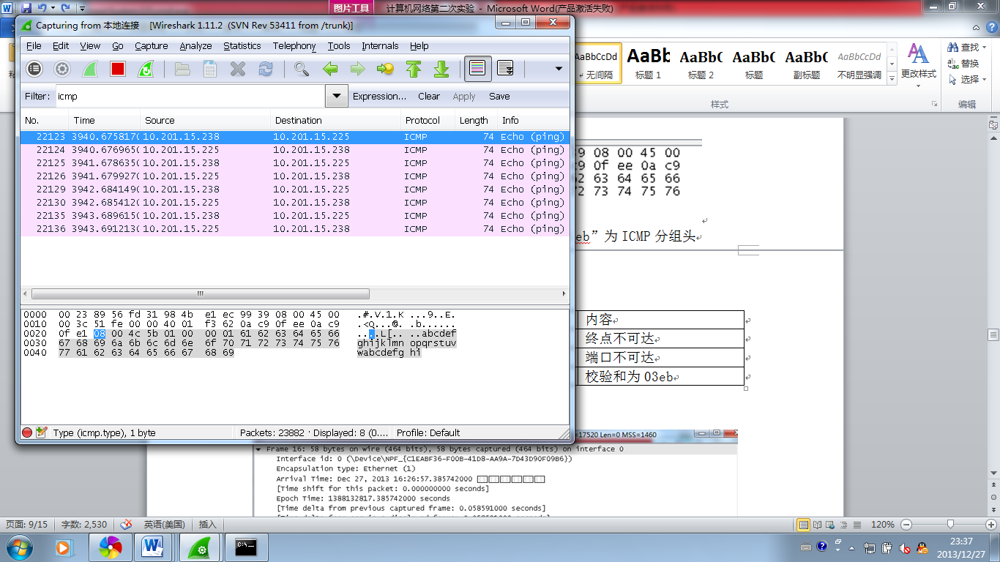 图片工具
计算机网络第二次实验 - Microsoft Word(产品激活失败)
Capturing from 本地连接 [Wireshark 1.11.2 (SVN Rev 53411 from /trunk)]
File Edit View Go Capture Analyze Statistics Telephony Tools Internals Help
Filter: icmp Expression... Clear Apply Save
No. Time Source Destination Protocol Length Info
22123 3940.6758170 10.201.15.238 10.201.15.225 ICMP 74 Echo (ping)
22124 3940.6769650 10.201.15.225 10.201.15.238 ICMP 74 Echo (ping)
22125 3941.6786350 10.201.15.238 10.201.15.225 ICMP 74 Echo (ping)
22126 3941.6799270 10.201.15.225 10.201.15.238 ICMP 74 Echo (ping)
22129 3942.6841490 10.201.15.238 10.201.15.225 ICMP 74 Echo (ping)
22130 3942.6854120 10.201.15.225 10.201.15.238 ICMP 74 Echo (ping)
22135 3943.6896150 10.201.15.238 10.201.15.225 ICMP 74 Echo (ping)
22136 3943.6912130 10.201.15.225 10.201.15.238 ICMP 74 Echo (ping)
0000 00 23 89 56 fd 31 98 4b e1 ec 99 39 08 00 45 00 .#.V.1.K ...9..E.
0010 00 3c 51 fe 00 00 40 01 f3 62 0a c9 0f ee 0a c9 .<Q...@. .b......
0020 0f e1 08 00 4c 5b 01 00 00 01 61 62 63 64 65 66 ....L[.. ..abcdef
0030 67 68 69 6a 6b 6c 6d 6e 6f 70 71 72 73 74 75 76 ghijklmn opqrstuv
0040 77 61 62 63 64 65 66 67 68 69 wabcdefg hi
Type (icmp.type), 1 byte Packets: 23882 · Displayed: 8 (0.... Profile: Default
AaBbCcDd AaBb AaBbC AaBbC AaBbC AaBbCcDd
无间隔 标题 1 标题 2 标题 副标题 不明显强调 更改样式
查找
替换
选择
样式 编辑
08 00 45 00
0f ee 0a c9
63 64 65 66
73 74 75 76
eb”为 ICMP 分组头
内容
终点不可达
端口不可达
校验和为 03eb
=17520 Len=0 MSS=1460
Frame 16: 58 bytes on wire (464 bits), 58 bytes captured (464 bits) on interface 0
Interface id: 0 (\Device\NPF_{C1EABF36-F00B-41D8-AA9A-7D43D90F09B6})
Encapsulation type: Ethernet (1)
Arrival Time: Dec 27, 2013 16:26:57.385742000
[Time shift for this packet: 0.000000000 seconds]
Epoch Time: 1388132817.385742000 seconds
[Time delta from previous captured frame: 0.058591000 seconds]
页面: 9/15 字数: 2,530 英语(美国) 插入 120%
23:37
2013/12/27